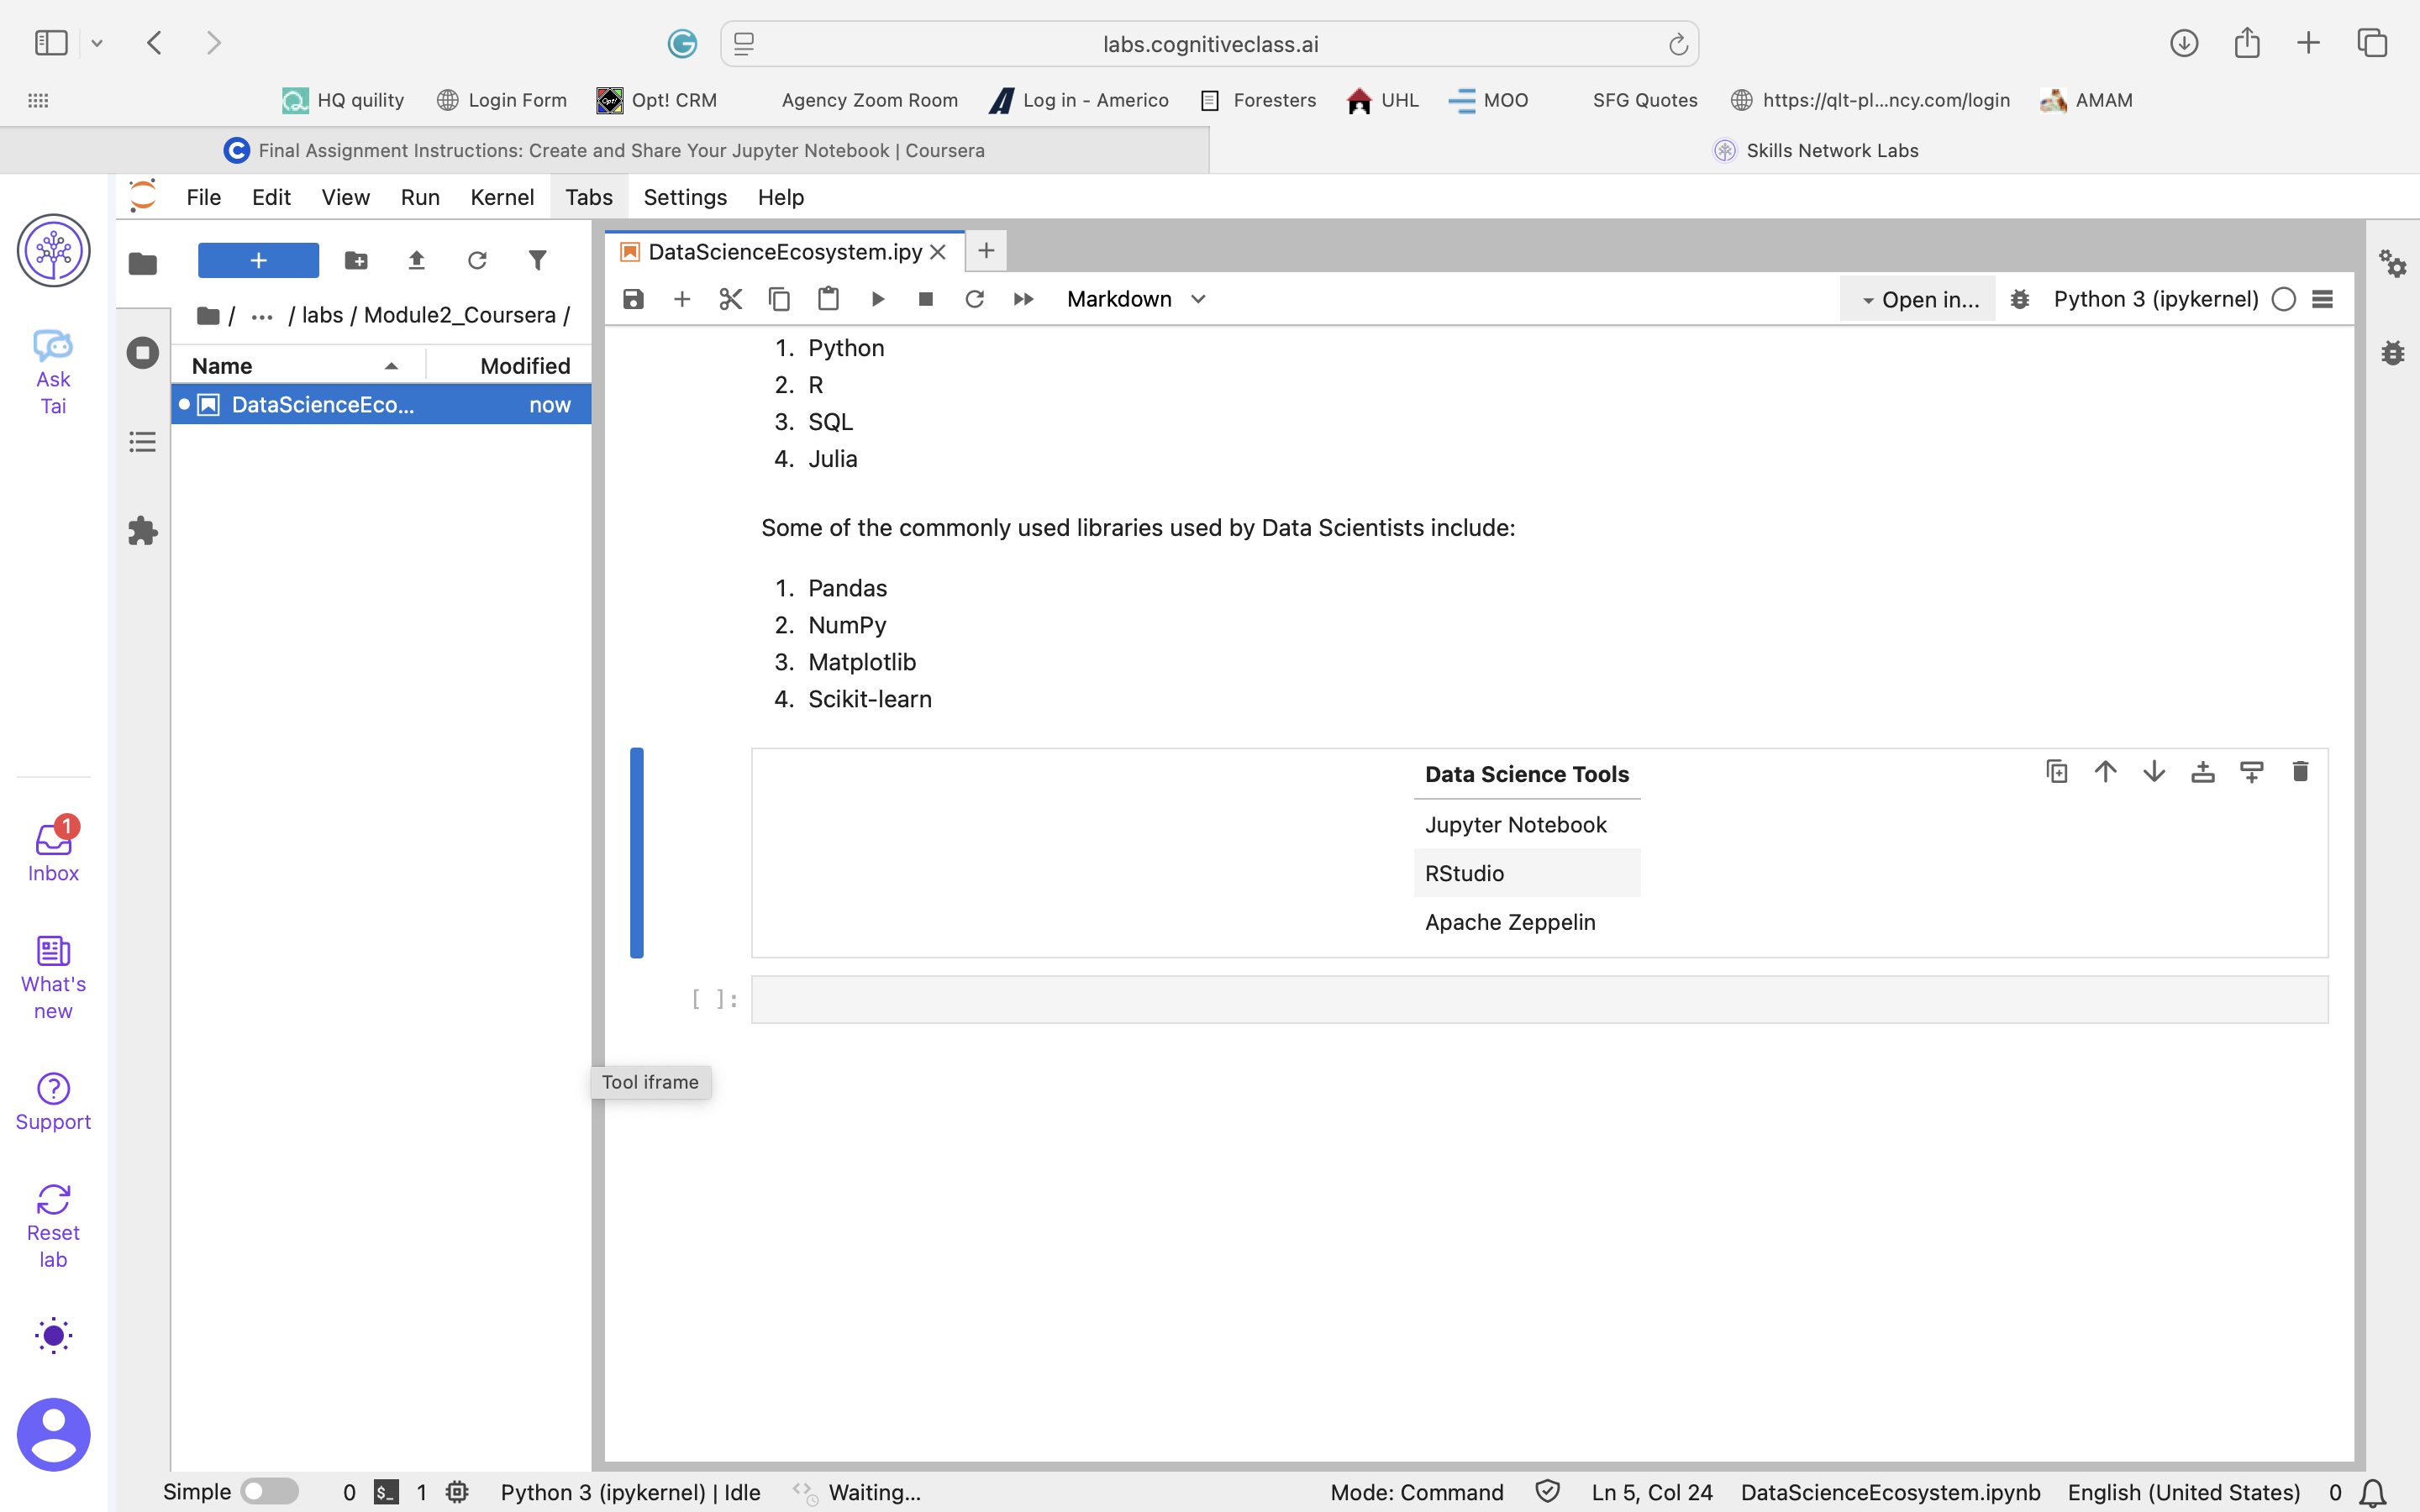 labs.cognitiveclass.ai
HQ quility
Login Form
Opt! CRM
Agency Zoom Room
Log in - Americo
Foresters
UHL
MOO
SFG Quotes
https://qlt-pl...ncy.com/login
AMAM
Final Assignment Instructions: Create and Share Your Jupyter Notebook | Coursera
Skills Network Labs
File Edit View Run Kernel Tabs Settings Help
Ask
Tai
Inbox
1
What's
new
Support
Reset
lab
/ ... / labs / Module2_Coursera /
Name Modified
DataScienceEco... now
DataScienceEcosystem.ipy
Markdown
Open in...
Python 3 (ipykernel)
1. Python
2. R
3. SQL
4. Julia
Some of the commonly used libraries used by Data Scientists include:
1. Pandas
2. NumPy
3. Matplotlib
4. Scikit-learn
Data Science Tools
Jupyter Notebook
RStudio
Apache Zeppelin
[ ]:
Tool iframe
Simple 0 $_ 1 Python 3 (ipykernel) | Idle Waiting... Mode: Command Ln 5, Col 24 DataScienceEcosystem.ipynb English (United States) 0